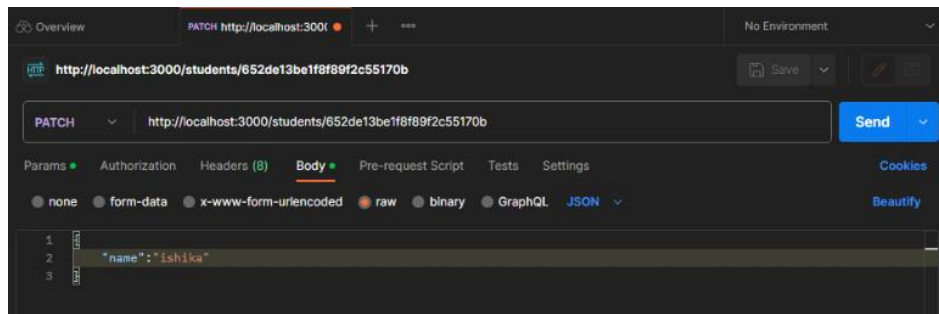 Overview PATCH http://localhost:300( + ooo No Environment
HTTP http://localhost:3000/students/652de13be1f8f89f2c55170b Save
PATCH http://localhost:3000/students/652de13be1f8f89f2c55170b Send
Params Authorization Headers (8) Body Pre-request Script Tests Settings Cookies
none form-data x-www-form-urlencoded raw binary GraphQL JSON Beautify
1 {
2 "name":"ishika"
3 }